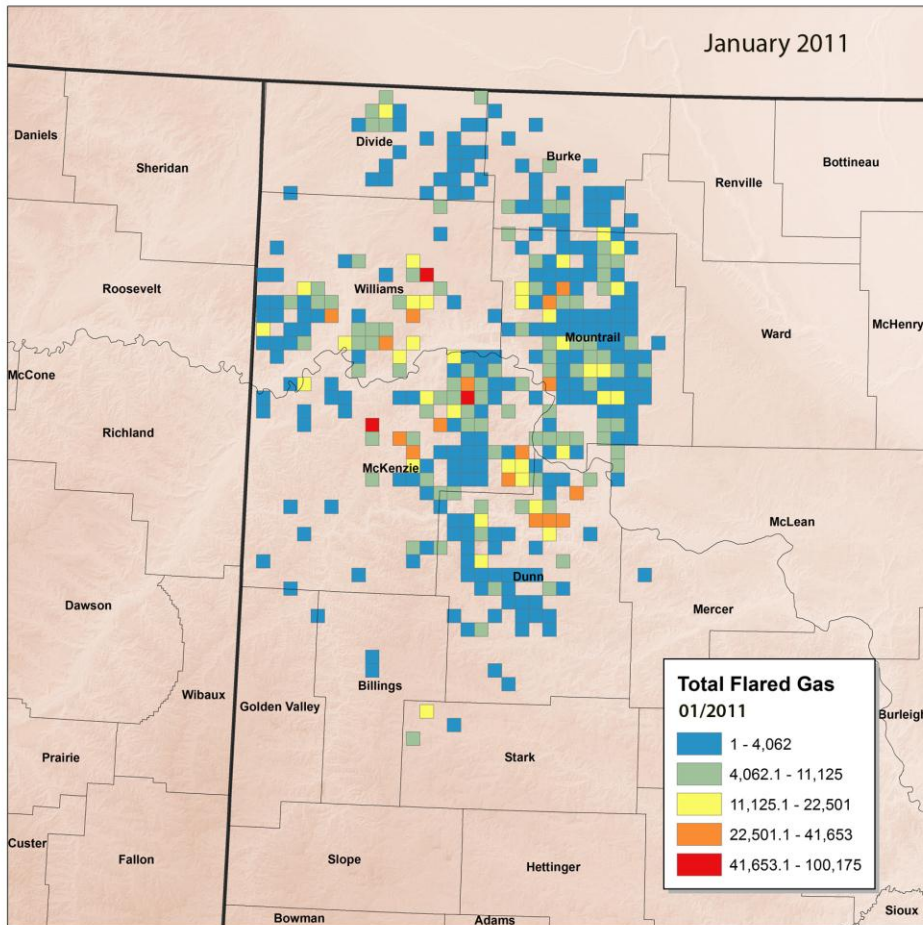 January 2011
Daniels
Sheridan
Divide
Burke
Renville
Bottineau
Roosevelt
Williams
Mountrail
Ward
McHenry
McCone
Richland
McKenzie
McLean
Dunn
Dawson
Mercer
Wibaux
Billings
Golden Valley
Burleigh
Prairie
Stark
Custer
Fallon
Slope
Hettinger
Bowman
Adams
Sioux
Total Flared Gas
01/2011
1 - 4,062
4,062.1 - 11,125
11,125.1 - 22,501
22,501.1 - 41,653
41,653.1 - 100,175